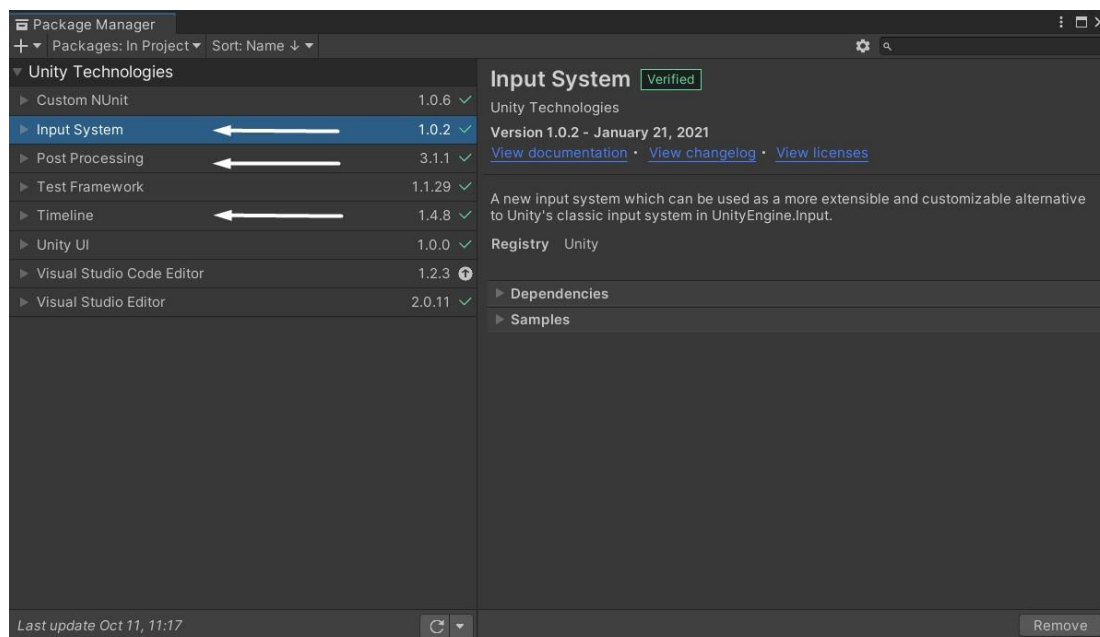 Package Manager
Packages: In Project Sort: Name ↓
Unity Technologies
Custom NUnit 1.0.6
Input System 1.0.2
Post Processing 3.1.1
Test Framework 1.1.29
Timeline 1.4.8
Unity UI 1.0.0
Visual Studio Code Editor 1.2.3
Visual Studio Editor 2.0.11
Last update Oct 11, 11:17
Input System Verified
Unity Technologies
Version 1.0.2 - January 21, 2021
View documentation • View changelog • View licenses
A new input system which can be used as a more extensible and customizable alternative
to Unity's classic input system in UnityEngine.Input.
Registry Unity
Dependencies
Samples
Remove